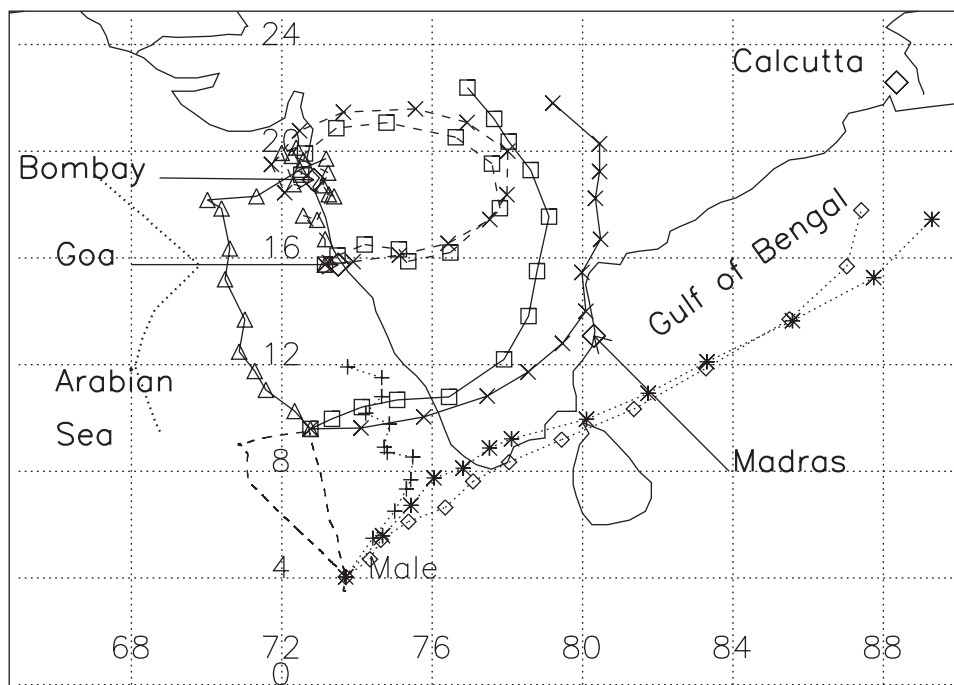 24
Calcutta
20
Bombay
16
Goa
Gulf of Bengal
12
Arabian
Sea
8
Madras
4
Male
68 72 76 80 84 88
0